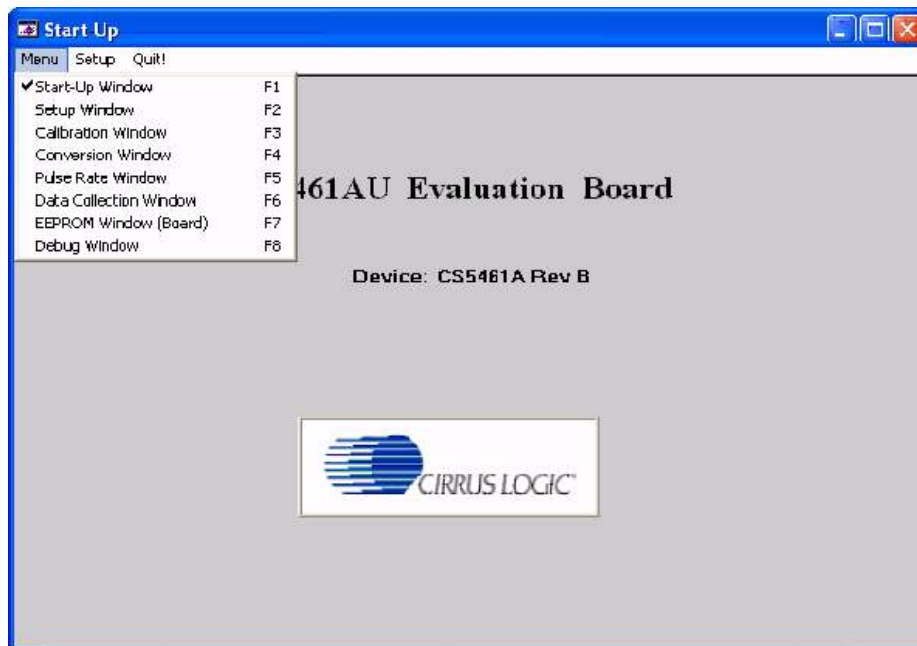 Start Up
Menu Setup Quit!
Start-Up Window F1
Setup Window F2
Calibration Window F3
Conversion Window F4
Pulse Rate Window F5
Data Collection Window F6
EEPROM Window (Board) F7
Debug Window F8
461AU Evaluation Board
Device: CS5461A Rev B
CIRRUS LOGIC